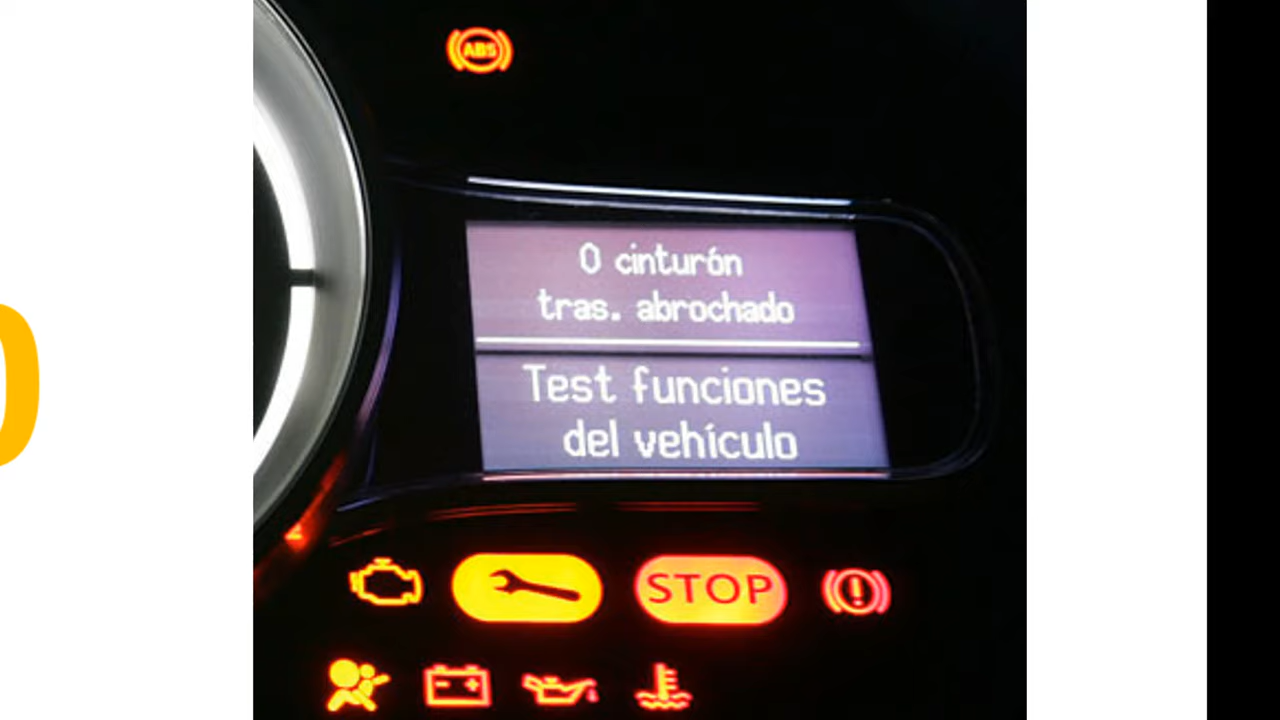 ABS
0 cinturón
tras. abrochado
Test funciones
del vehículo
STOP